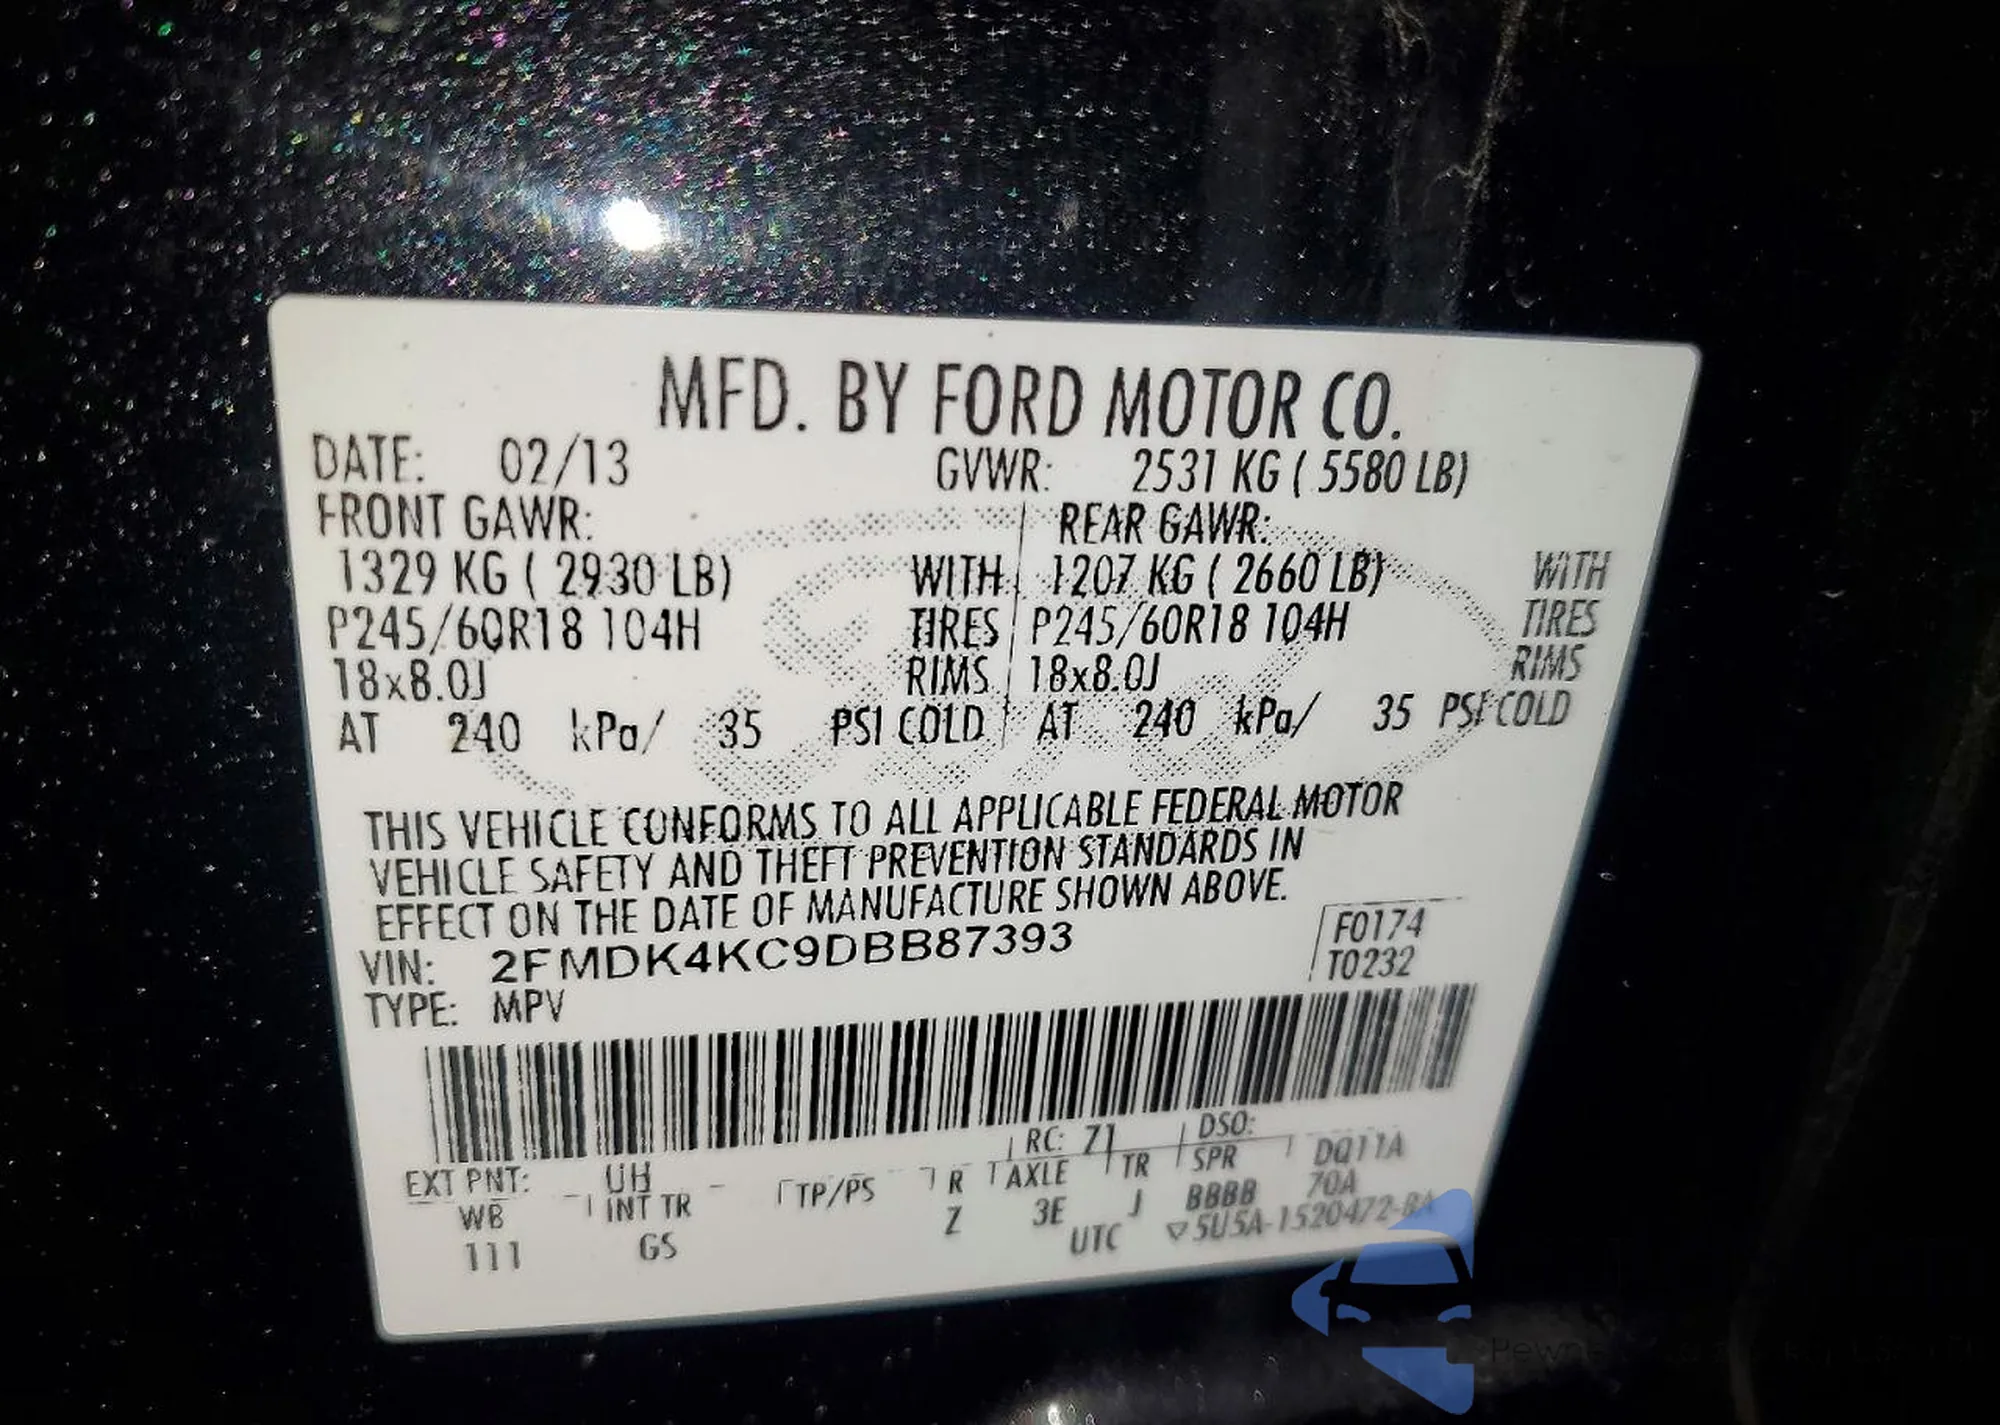 MFD. BY FORD MOTOR CO.
DATE: 02/13 GVWR: 2531 KG ( 5580 LB)
FRONT GAWR: REAR GAWR:
1329 KG ( 2930 LB) WITH 1207 KG ( 2660 LB) WITH
P245/60R18 104H TIRES P245/60R18 104H TIRES
18x8.0J RIMS 18x8.0J RIMS
AT 240 kPa/ 35 PSI COLD AT 240 kPa/ 35 PSI COLD
THIS VEHICLE CONFORMS TO ALL APPLICABLE FEDERAL MOTOR
VEHICLE SAFETY AND THEFT PREVENTION STANDARDS IN
EFFECT ON THE DATE OF MANUFACTURE SHOWN ABOVE.
F0174
VIN: 2FMDK4KC9DBB87393
T0232
TYPE: MPV
RC: 71 DSO:
EXT PNT: UH
WB INT TR TP/PS R AXLE TR SPR DQ11A
111 GS Z 3E J BBBB 70A
UTC ▽5U5A-1520472-BA